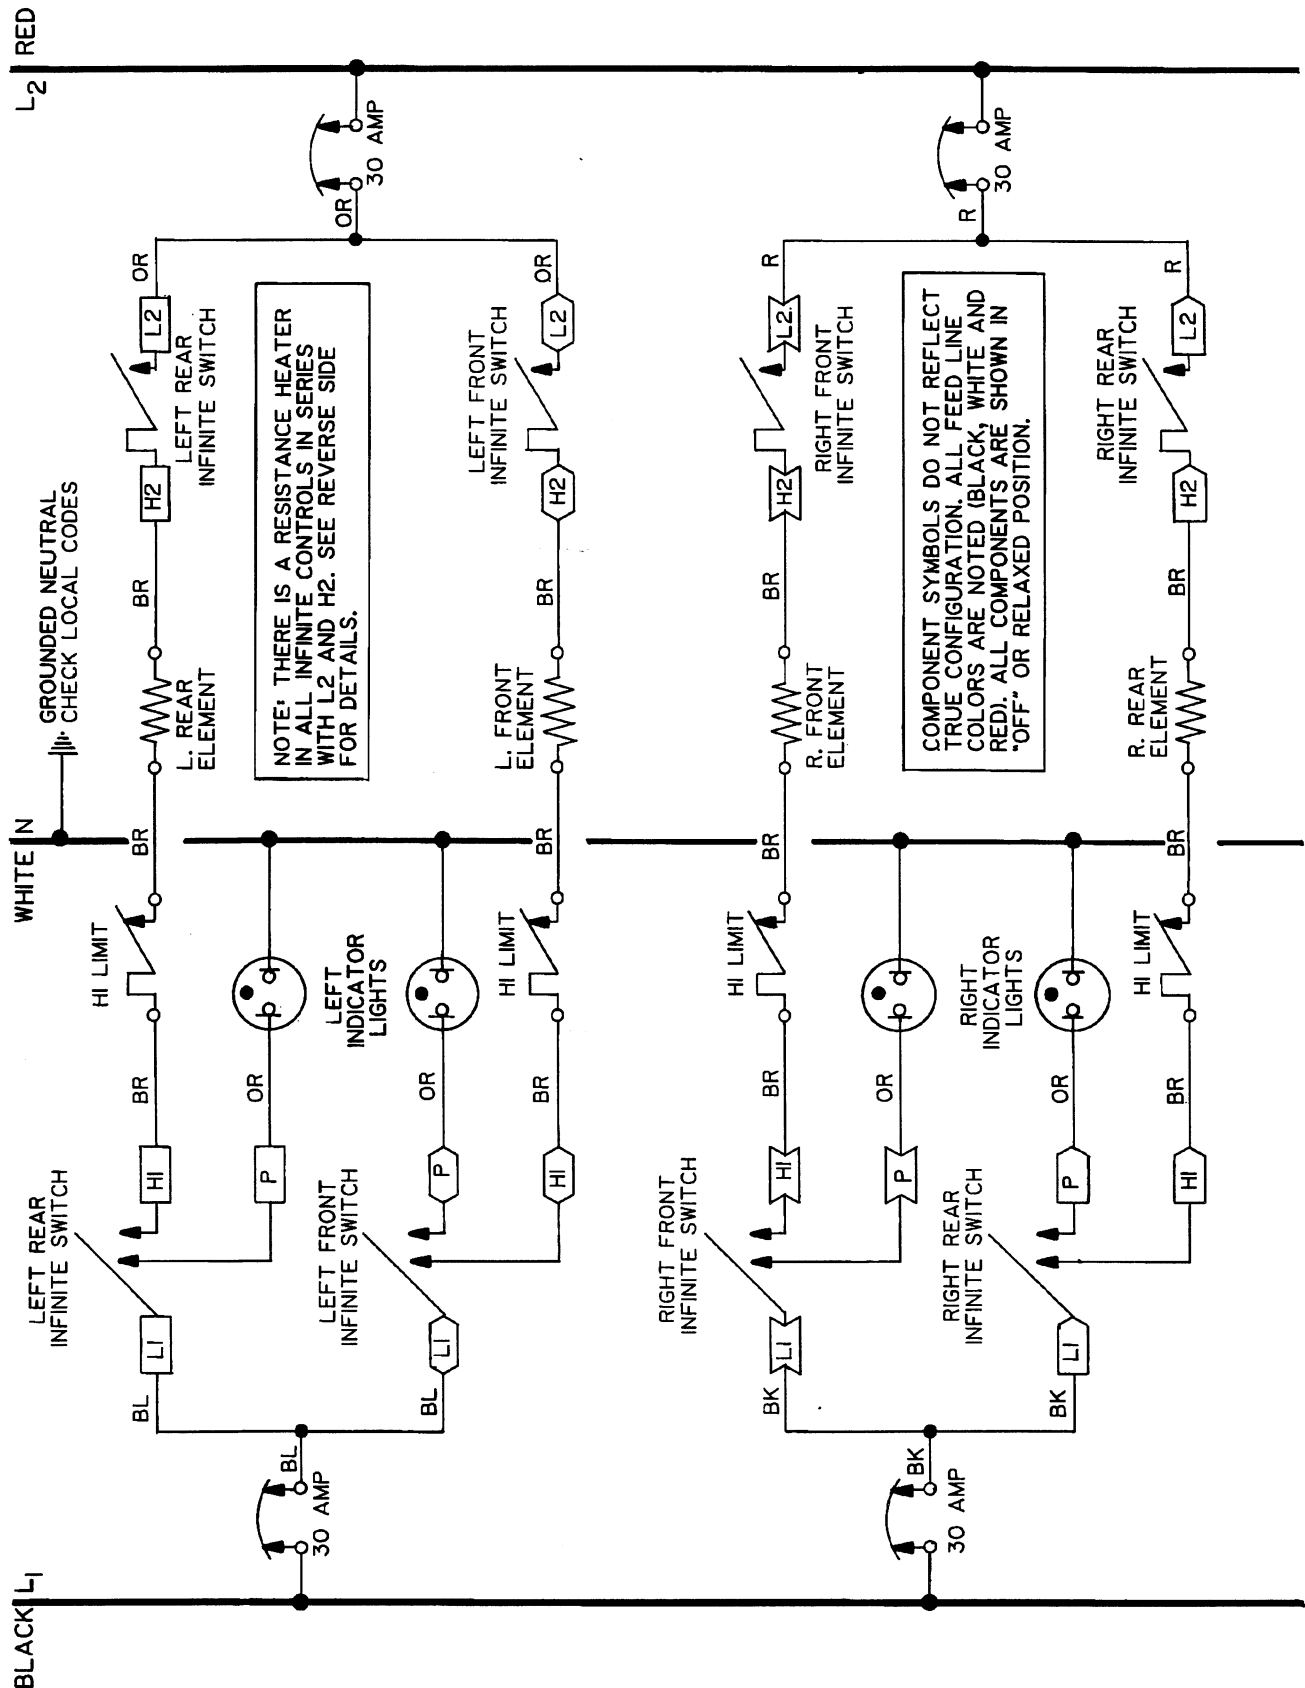 BLACK L1
WHITE N
L2 RED
GROUNDED NEUTRAL
CHECK LOCAL CODES
LEFT REAR
INFINITE SWITCH
HI LIMIT
BL
L1
H1
BR
BR
L. REAR
ELEMENT
BR
H2
LEFT REAR
INFINITE SWITCH
L2
OR
P
OR
30 AMP
BL
LEFT
INDICATOR
LIGHTS
NOTE: THERE IS A RESISTANCE HEATER
IN ALL INFINITE CONTROLS IN SERIES
WITH L2 AND H2. SEE REVERSE SIDE
FOR DETAILS.
OR
30 AMP
LEFT FRONT
INFINITE SWITCH
BL
L1
P
OR
HI LIMIT
H1
BR
BR
L. FRONT
ELEMENT
BR
H2
LEFT FRONT
INFINITE SWITCH
L2
OR
RIGHT FRONT
INFINITE SWITCH
HI LIMIT
BK
L1
H1
BR
BR
R. FRONT
ELEMENT
BR
H2
RIGHT FRONT
INFINITE SWITCH
L2
R
P
OR
30 AMP
BK
RIGHT
INDICATOR
LIGHTS
COMPONENT SYMBOLS DO NOT REFLECT
TRUE CONFIGURATION. ALL FEED LINE
COLORS ARE NOTED (BLACK, WHITE AND
RED). ALL COMPONENTS ARE SHOWN IN
"OFF" OR RELAXED POSITION.
R
30 AMP
RIGHT REAR
INFINITE SWITCH
BK
L1
P
OR
HI LIMIT
H1
BR
BR
R. REAR
ELEMENT
BR
H2
RIGHT REAR
INFINITE SWITCH
L2
R